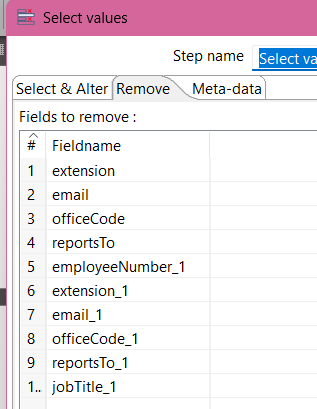 Select values
Step name Select va
Select & Alter Remove Meta-data
Fields to remove :
# Fieldname
1 extension
2 email
3 officeCode
4 reportsTo
5 employeeNumber_1
6 extension_1
7 email_1
8 officeCode_1
9 reportsTo_1
1.. jobTitle_1